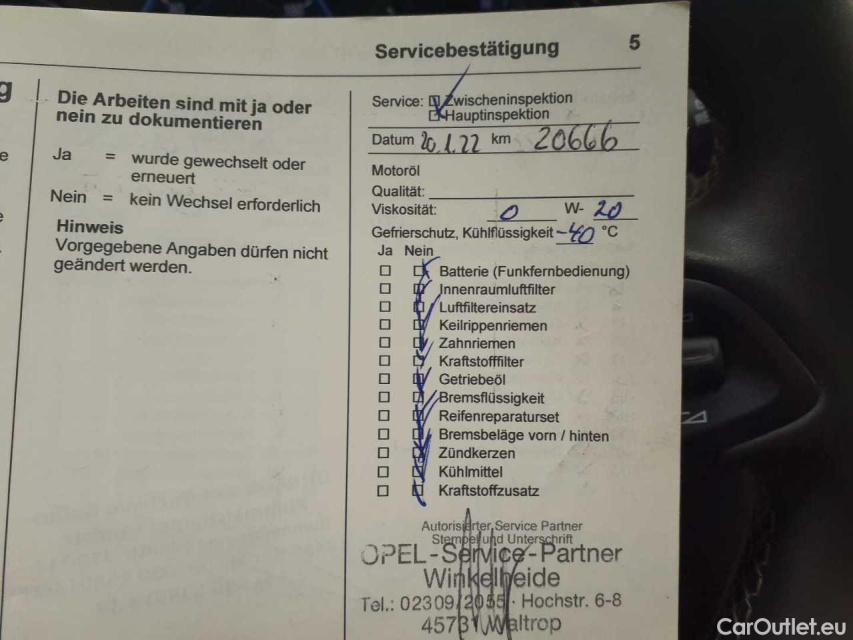 Servicebestätigung 5
g
Die Arbeiten sind mit ja oder
nein zu dokumentieren
Ja = wurde gewechselt oder
erneuert
Nein = kein Wechsel erforderlich
Hinweis
Vorgegebene Angaben dürfen nicht
geändert werden.
Service: Zwischeninspektion
Hauptinspektion
Datum 20.1.22 km 20666
Motoröl
Qualität:
Viskosität: 0 W- 20
Gefrierschutz, Kühlflüssigkeit -40 °C
Ja Nein
Batterie (Funkfernbedienung)
Innenraumluftfilter
Luftfiltereinsatz
Keilrippenriemen
Zahnriemen
Kraftstofffilter
Getriebeöl
Bremsflüssigkeit
Reifenreparaturset
Bremsbeläge vorn / hinten
Zündkerzen
Kühlmittel
Kraftstoffzusatz
Autorisierter Service Partner
Stempel und Unterschrift
OPEL-Service-Partner
Winkelheide
Tel.: 02309/2055 · Hochstr. 6-8
45731 Waltrop
CarOutlet.eu